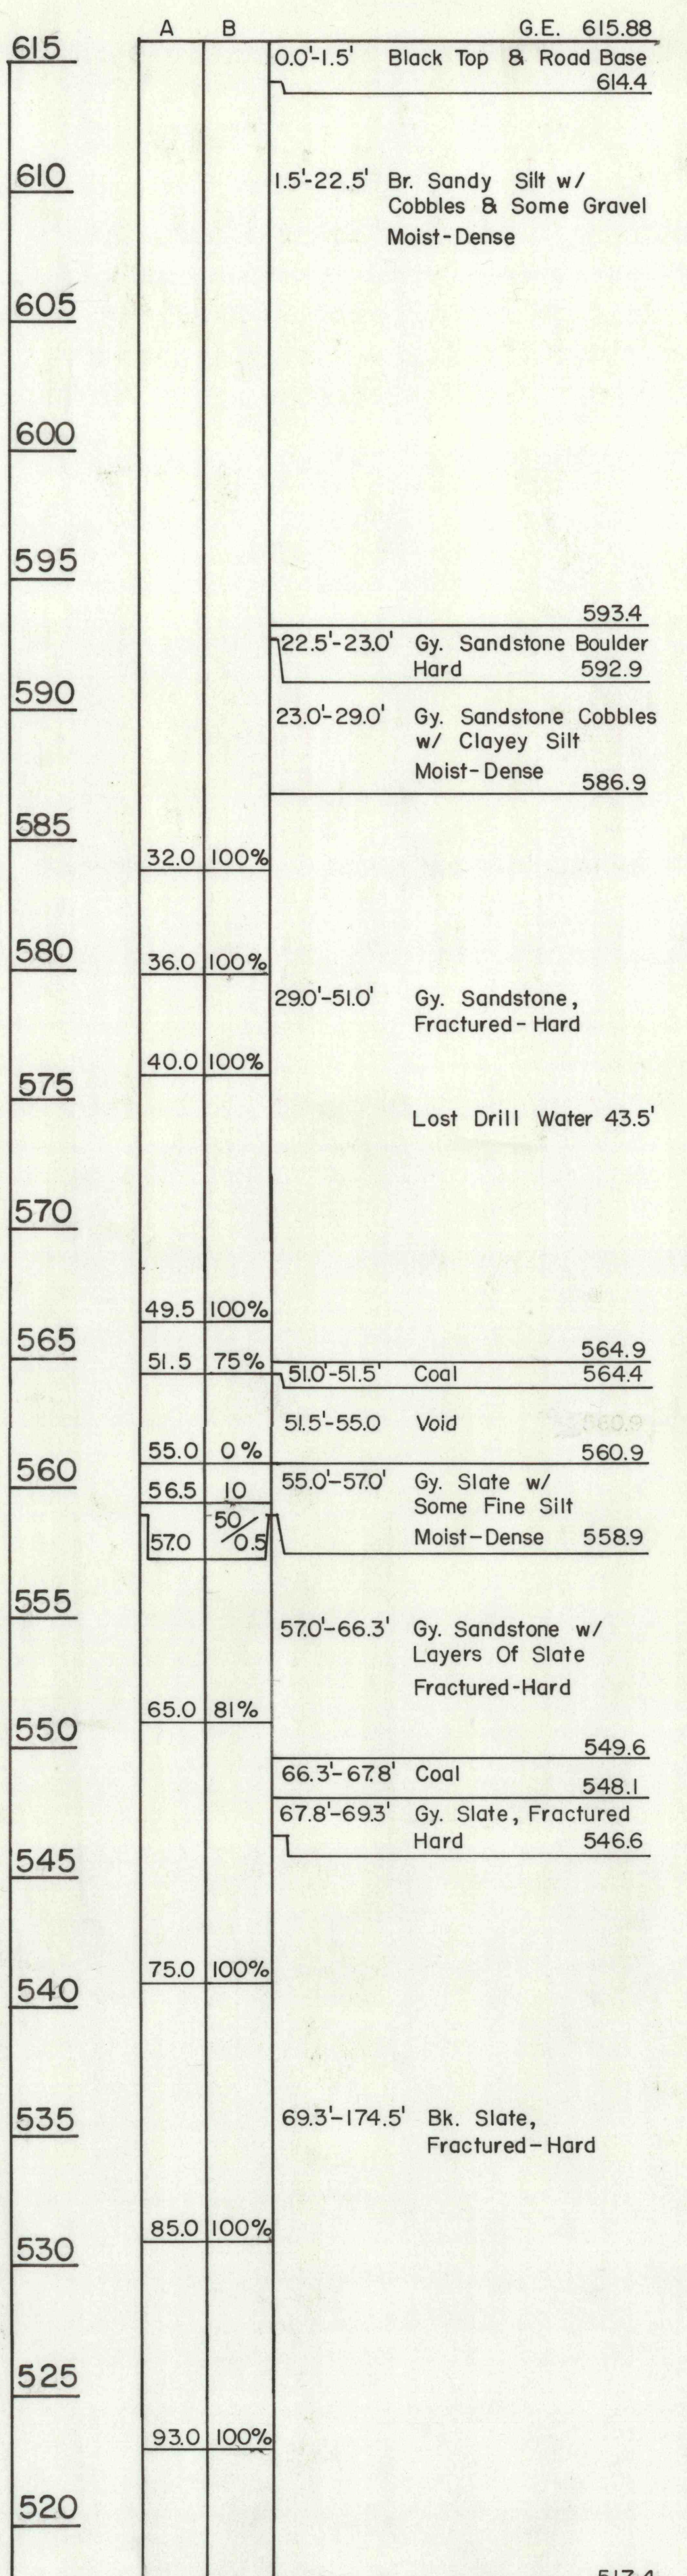 A B G.E. 615.88
615
0.0'-1.5' Black Top & Road Base
614.4
610
1.5'-22.5' Br. Sandy Silt w/
Cobbles & Some Gravel
Moist-Dense
605
600
595
593.4
22.5'-23.0' Gy. Sandstone Boulder
Hard 592.9
590
23.0'-29.0' Gy. Sandstone Cobbles
w/ Clayey Silt
Moist-Dense 586.9
585
32.0 100%
580
36.0 100%
29.0'-51.0' Gy. Sandstone,
Fractured-Hard
40.0 100%
575
Lost Drill Water 43.5'
570
49.5 100%
565
564.9
51.5 75% 51.0'-51.5' Coal 564.4
51.5'-55.0 Void 560.9
55.0 0% 560.9
560
56.5 10 55.0'-57.0' Gy. Slate w/
Some Fine Silt
57.0 50/0.5 Moist-Dense 558.9
555
57.0'-66.3' Gy. Sandstone w/
Layers Of Slate
Fractured-Hard
65.0 81%
550
549.6
66.3'-67.8' Coal 548.1
67.8'-69.3' Gy. Slate, Fractured
Hard 546.6
545
75.0 100%
540
535
69.3'-174.5' Bk. Slate,
Fractured-Hard
85.0 100%
530
525
93.0 100%
520
517.4